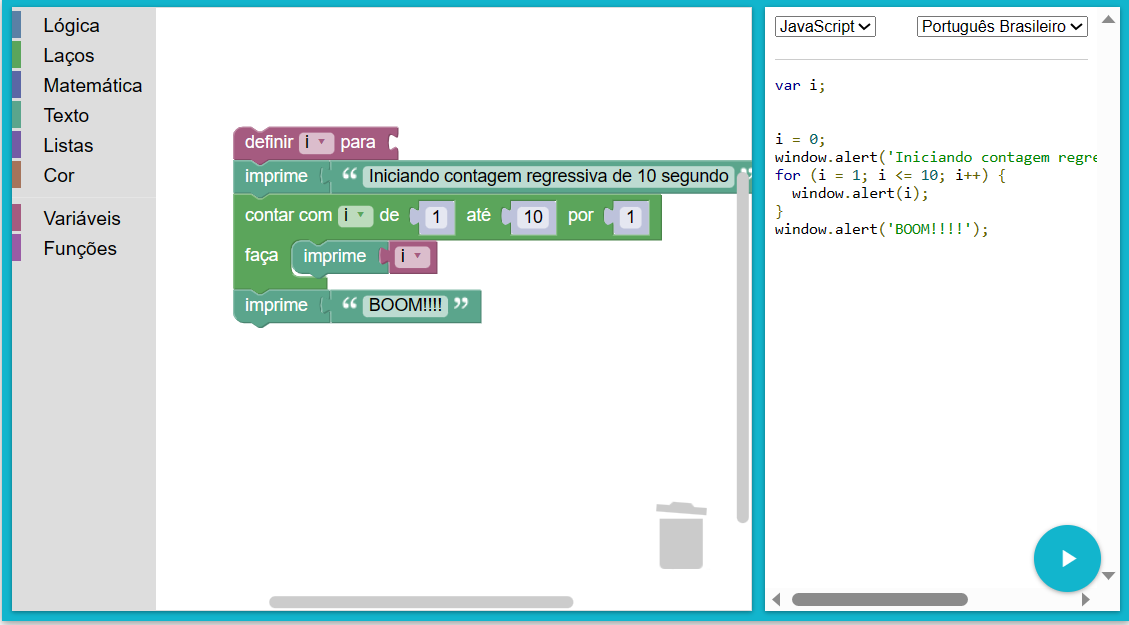 Lógica
Laços
Matemática
Texto
Listas
Cor
Variáveis
Funções
definir i para
imprime “ Iniciando contagem regressiva de 10 segundo ”
contar com i de 1 até 10 por 1
faça imprime i
imprime “ BOOM!!!! ”
JavaScript Português Brasileiro
var i;
i = 0;
window.alert('Iniciando contagem regre
for (i = 1; i <= 10; i++) {
window.alert(i);
}
window.alert('BOOM!!!!');